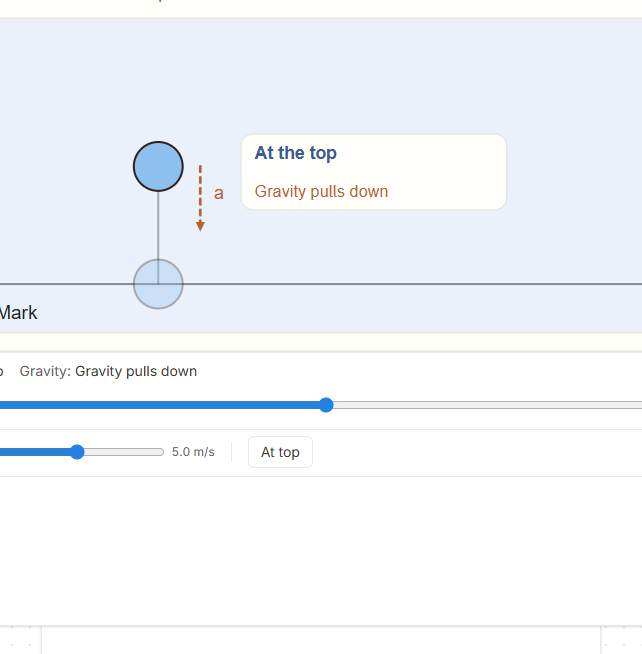 At the top
a
Gravity pulls down
Mark
Gravity: Gravity pulls down
5.0 m/s
At top